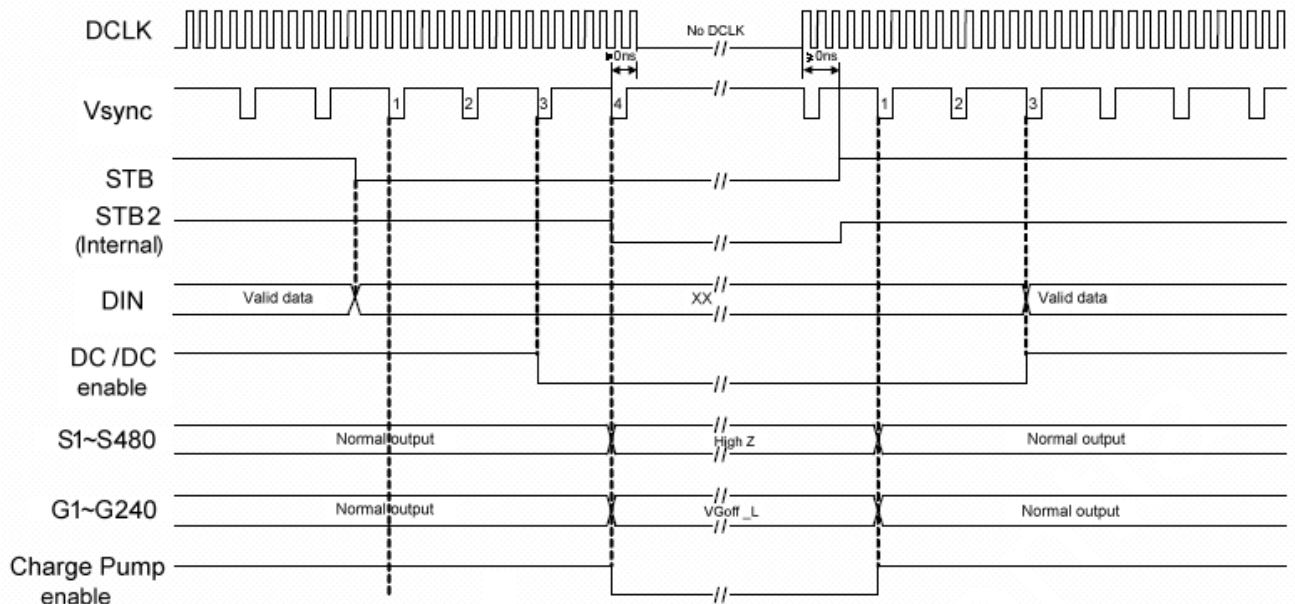 DCLK
No DCLK
0ns
≥0ns
Vsync
1
2
3
4
1
2
3
STB
STB2
(Internal)
DIN
Valid data
XX
Valid data
DC /DC
enable
S1~S480
Normal output
High Z
Normal output
G1~G240
Normal output
VGoff _L
Normal output
Charge Pump
enable